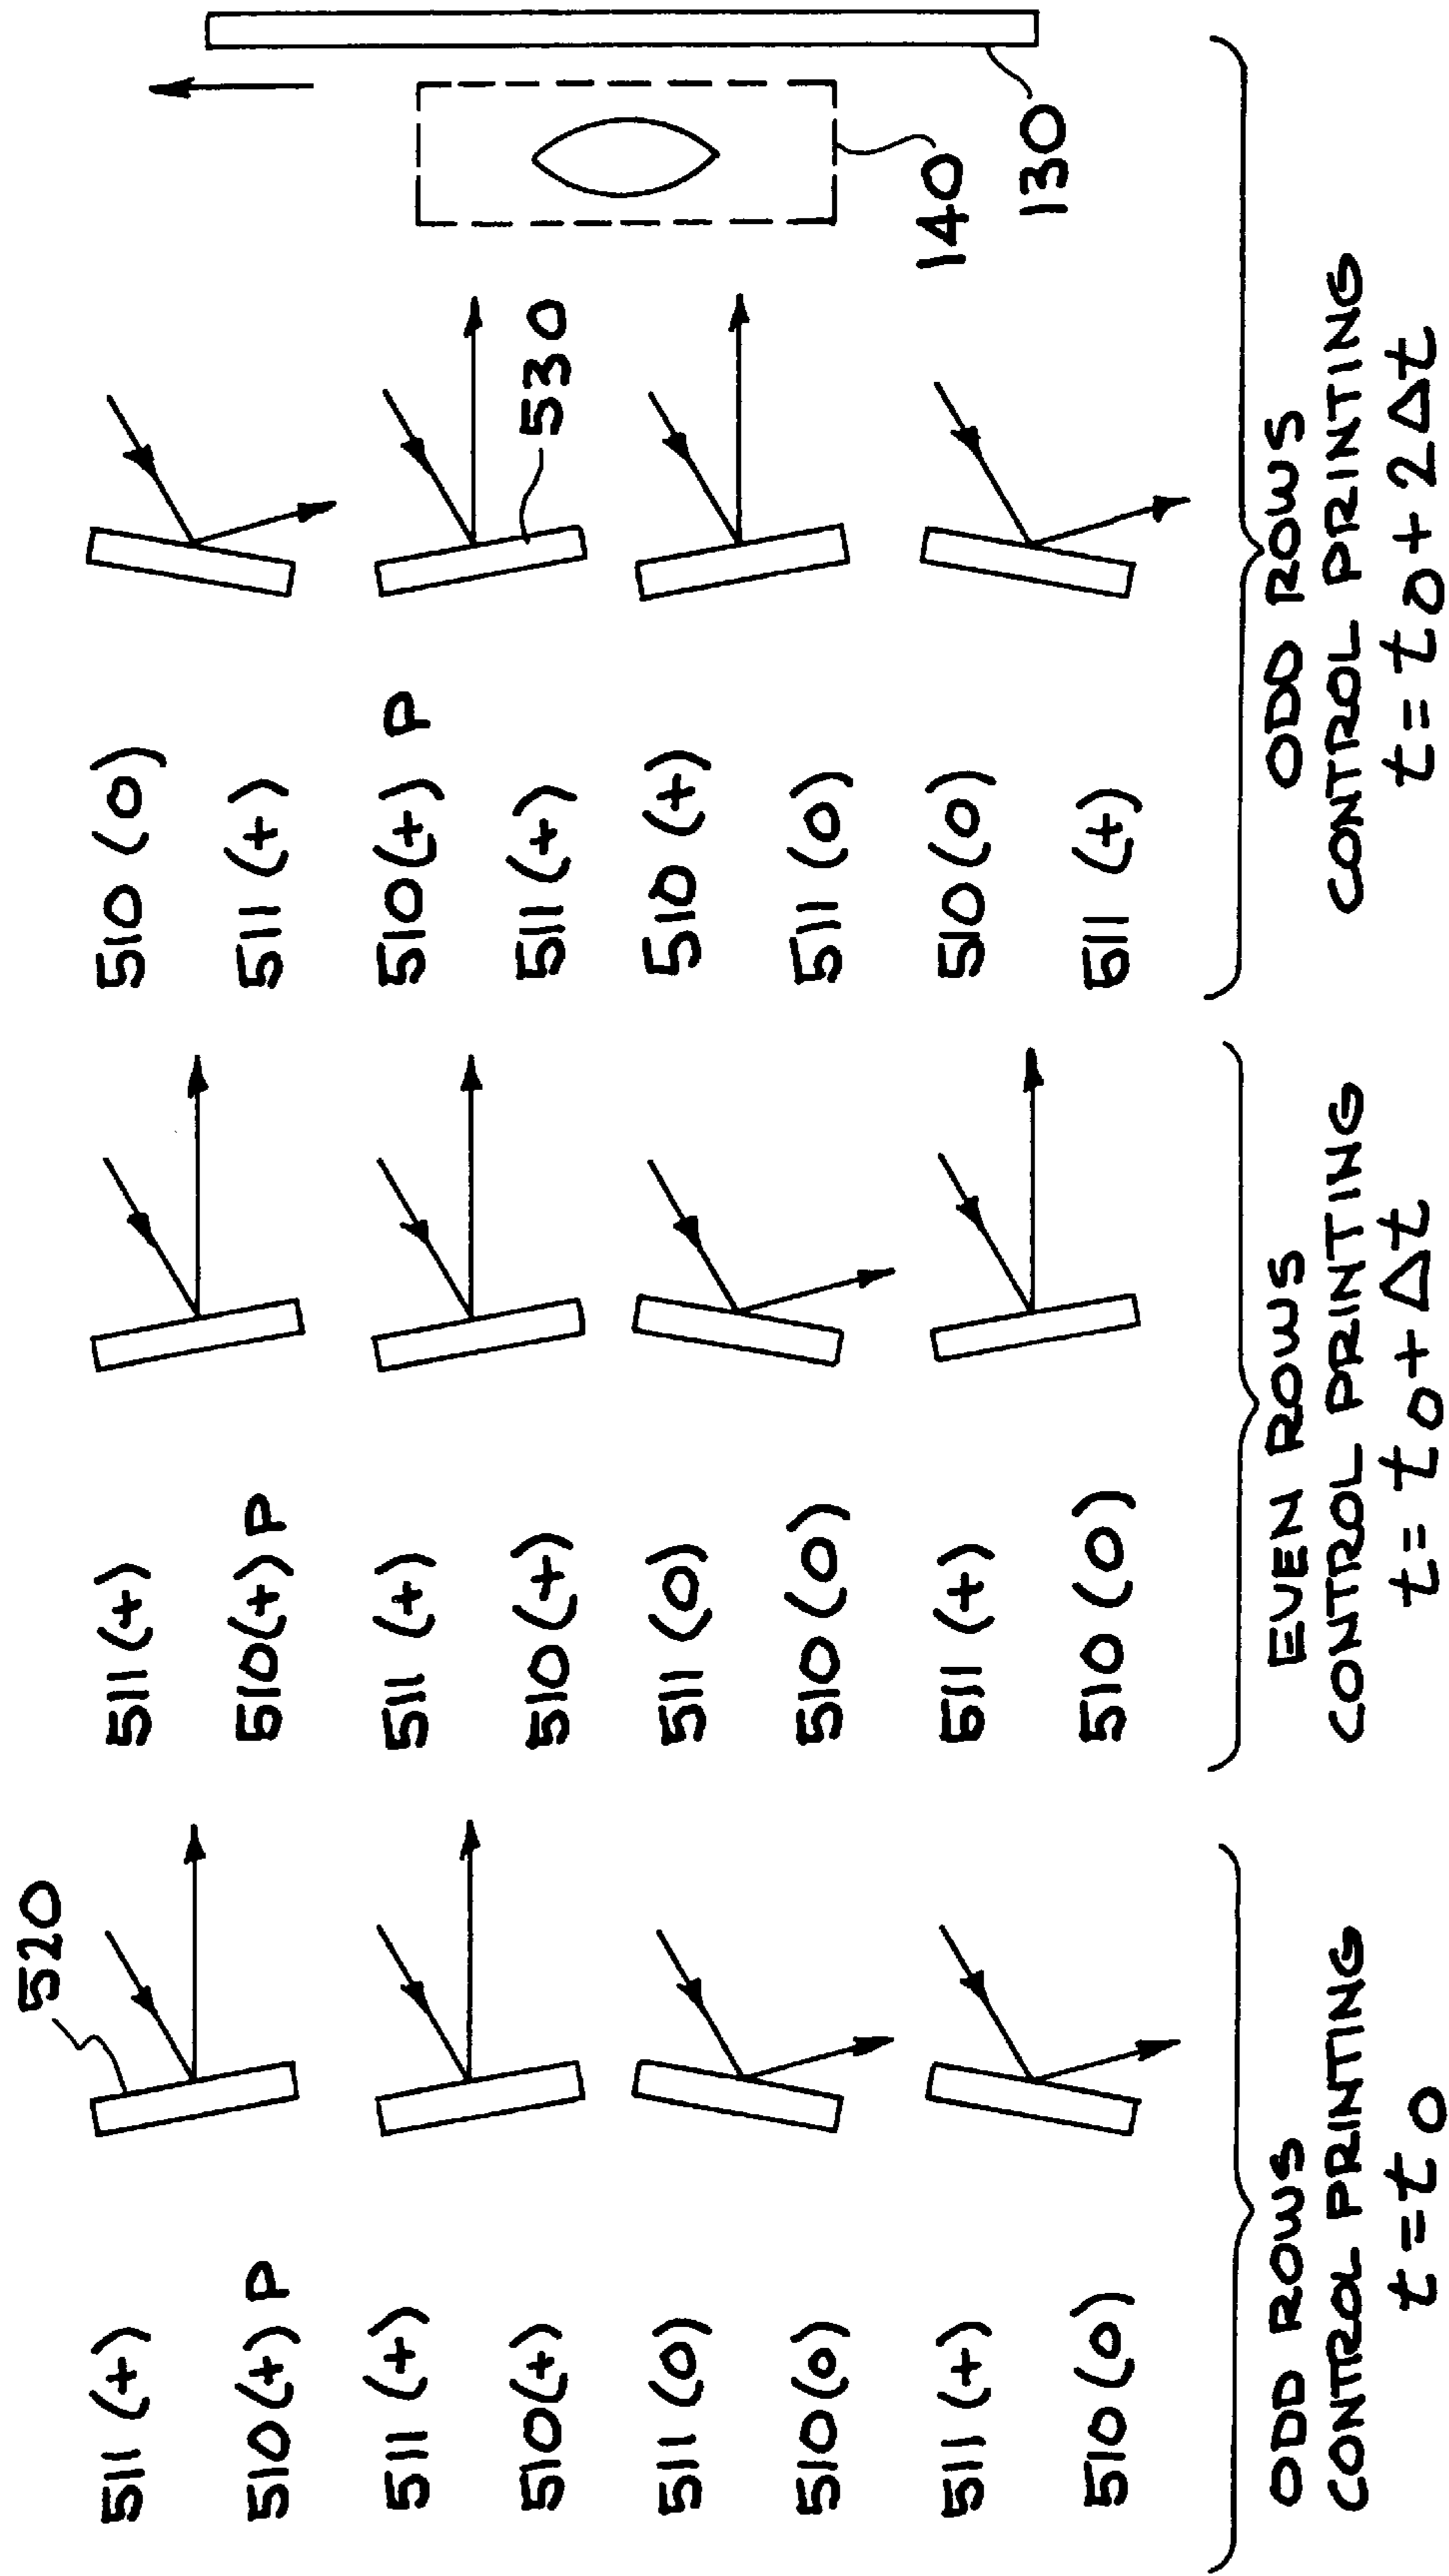 520
511 (+)
510(+) P
511 (+)
510(+)
511 (0)
510(0)
511 (+)
510 (0)
ODD ROWS
CONTROL PRINTING
t = t0
511 (+)
510(+) P
511 (+)
510(+)
511 (0)
510 (0)
511 (+)
510 (0)
EVEN ROWS
CONTROL PRINTING
t = t0 + Δt
510 (0)
511 (+)
510(+) P
511 (+)
510 (+)
511 (0)
510 (0)
511 (+)
530
140
130
ODD ROWS
CONTROL PRINTING
t = t0 + 2Δt